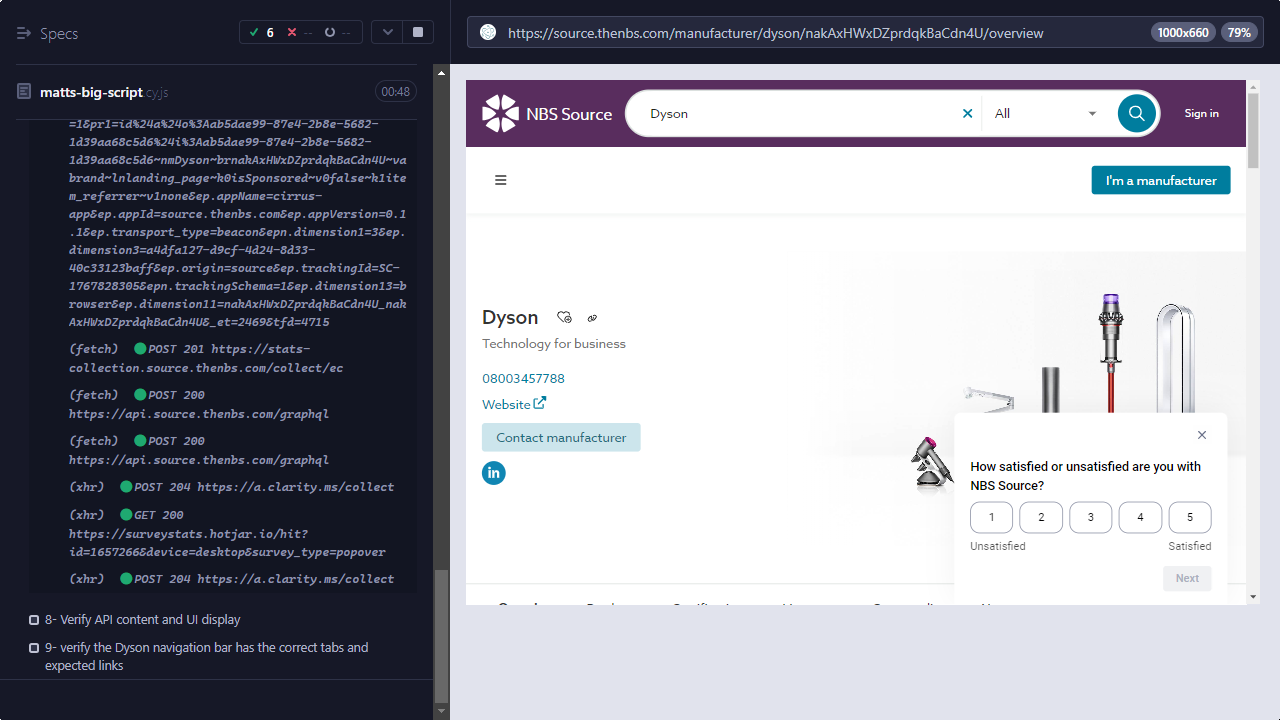 Specs
6
--
--
https://source.thenbs.com/manufacturer/dyson/nakAxHWxDZprdqkBaCdn4U/overview
1000x660
79%
matts-big-script.cy.js
00:48
=1&pr1=id%24a%24o%3Aab5dae99-87e4-2b8e-5682-
1d39aa68c5d6%24i%3Aab5dae99-87e4-2b8e-5682-
1d39aa68c5d6~nmDyson~brnakAxHWxDZprdqkBaCdn4U~va
brand~lnlanding_page~k0isSponsored~v0false~k1ite
m_referrer~v1none&ep.appName=cirrus-
app&ep.appId=source.thenbs.com&ep.appVersion=0.1
.1&ep.transport_type=beacon&epn.dimension1=3&ep.
dimension3=a4dfa127-d9cf-4d24-8d33-
40c33123baff&ep.origin=source&ep.trackingId=SC-
1767828305&epn.trackingSchema=1&ep.dimension13=b
rowser&ep.dimension11=nakAxHWxDZprdqkBaCdn4U_nak
AxHWxDZprdqkBaCdn4U&_et=2469&tfd=4715
(fetch) POST 201 https://stats-
collection.source.thenbs.com/collect/ec
(fetch) POST 200
https://api.source.thenbs.com/graphql
(fetch) POST 200
https://api.source.thenbs.com/graphql
(xhr) POST 204 https://a.clarity.ms/collect
(xhr) GET 200
https://surveystats.hotjar.io/hit?
id=1657266&device=desktop&survey_type=popover
(xhr) POST 204 https://a.clarity.ms/collect
8- Verify API content and UI display
9- verify the Dyson navigation bar has the correct tabs and
expected links
NBS Source
Dyson
All
Sign in
I'm a manufacturer
Dyson
Technology for business
08003457788
Website
Contact manufacturer
in
How satisfied or unsatisfied are you with
NBS Source?
1
2
3
4
5
Unsatisfied
Satisfied
Next